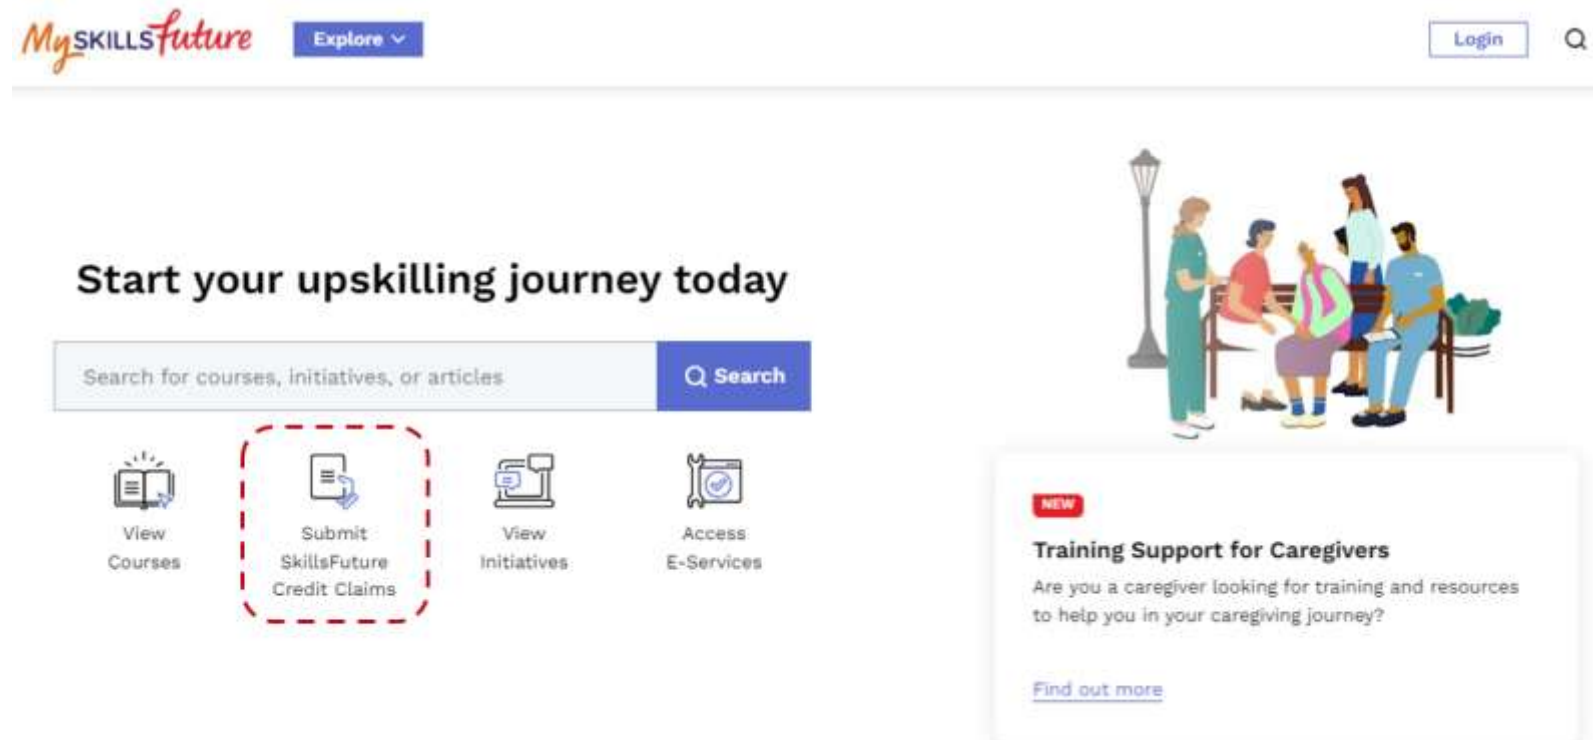 MySKILLSfuture
Explore
Login
Start your upskilling journey today
Search for courses, initiatives, or articles
Search
View
Courses
Submit
SkillsFuture
Credit Claims
View
Initiatives
Access
E-Services
NEW
Training Support for Caregivers
Are you a caregiver looking for training and resources
to help you in your caregiving journey?
Find out more